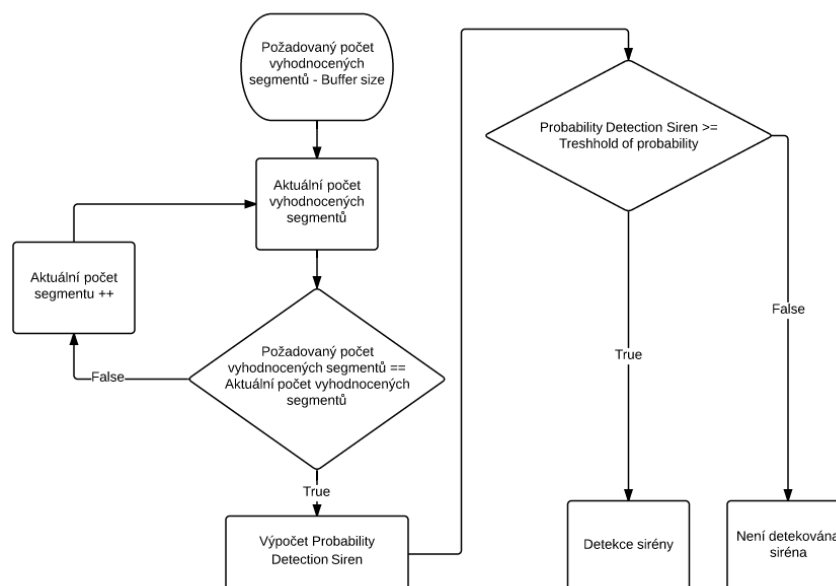 Požadovaný počet
vyhodnocených
segmentů - Buffer size
Aktuální počet
vyhodnocených
segmentů
Aktuální počet
segmentu ++
Požadovaný počet
vyhodnocených segmentů ==
Aktuální počet vyhodnocených
segmentů
False
True
Výpočet Probability
Detection Siren
Probability Detection Siren >=
Treshhold of probability
False
True
Detekce sirény
Není detekována
siréna